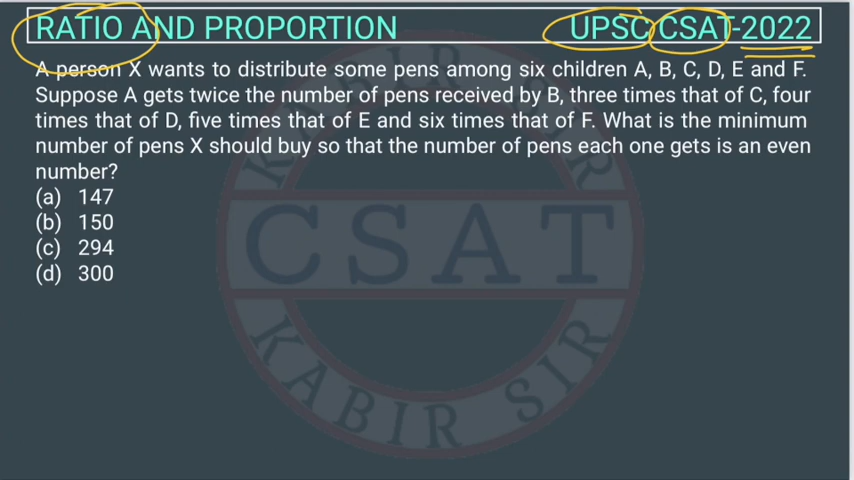 RATIO AND PROPORTION UPSC CSAT-2022
A person X wants to distribute some pens among six children A, B, C, D, E and F.
Suppose A gets twice the number of pens received by B, three times that of C, four
times that of D, five times that of E and six times that of F. What is the minimum
number of pens X should buy so that the number of pens each one gets is an even
number?
(a) 147
(b) 150
(c) 294
(d) 300
KABIR SIR
CSAT
KABIR SIR